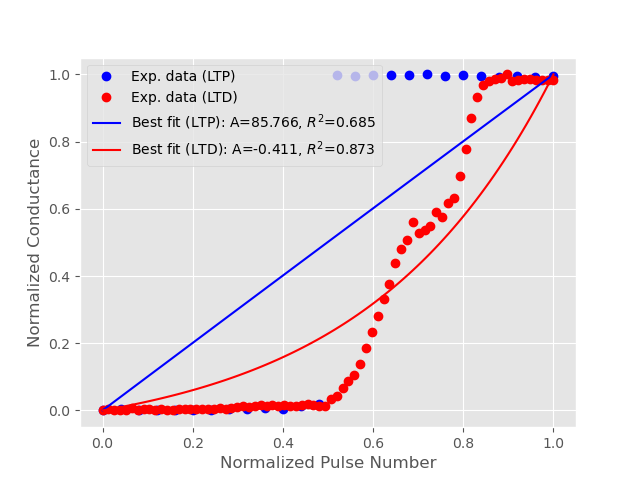 Exp. data (LTP)
Exp. data (LTD)
Best fit (LTP): A=85.766, R²=0.685
Best fit (LTD): A=-0.411, R²=0.873
1.0
0.8
0.6
0.4
0.2
0.0
Normalized Conductance
0.0 0.2 0.4 0.6 0.8 1.0
Normalized Pulse Number